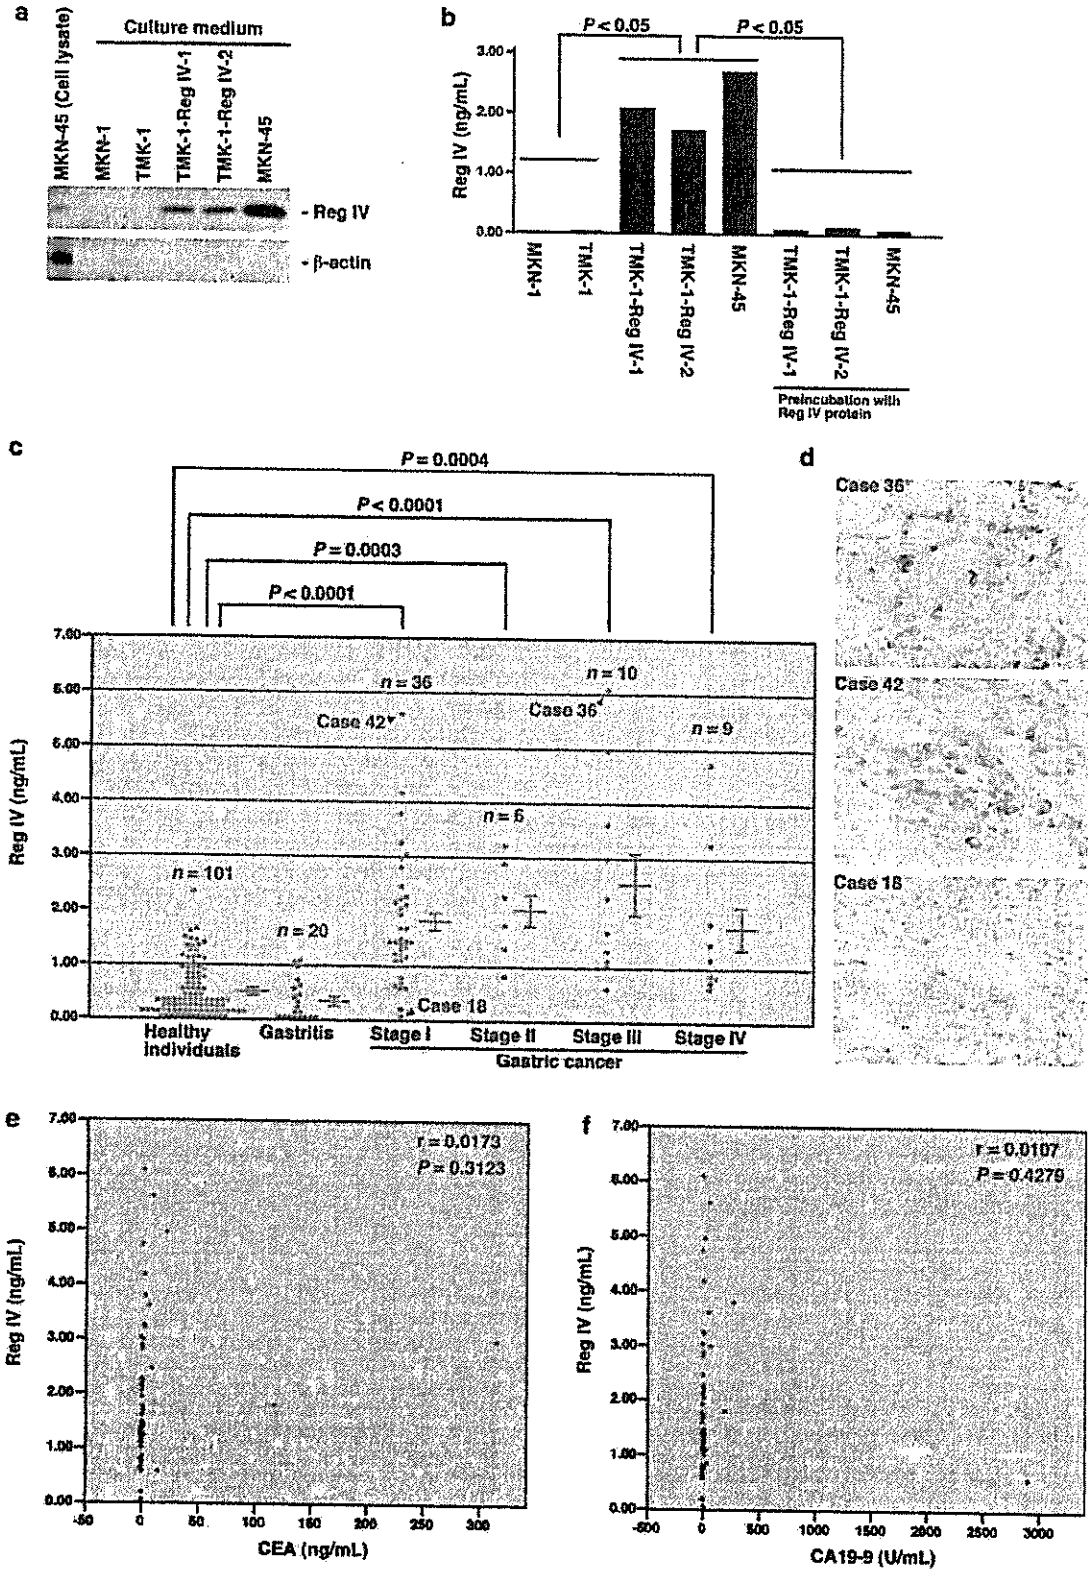 a
Culture medium
MKN-45 (Cell lysate)
MKN-1
TMK-1
TMK-1-Reg IV-1
TMK-1-Reg IV-2
MKN-45
- Reg IV
- β-actin
b
P < 0.05
P < 0.05
Reg IV (ng/mL)
3.00
2.00
1.00
0.00
MKN-1
TMK-1
TMK-1-Reg IV-1
TMK-1-Reg IV-2
MKN-45
TMK-1-Reg IV-1
TMK-1-Reg IV-2
MKN-45
Preincubation with
Reg IV protein
c
P = 0.0004
P < 0.0001
P = 0.0003
P < 0.0001
Reg IV (ng/mL)
7.00
6.00
5.00
4.00
3.00
2.00
1.00
0.00
n = 101
n = 20
n = 36
Case 42
n = 6
n = 10
Case 36
n = 9
Case 18
Healthy
individuals
Gastritis
Stage I
Stage II
Stage III
Stage IV
Gastric cancer
d
Case 36
Case 42
Case 18
e
r = 0.0173
P = 0.3123
Reg IV (ng/mL)
7.00
6.00
5.00
4.00
3.00
2.00
1.00
0.00
-50
0
50
100
150
200
250
300
CEA (ng/mL)
f
r = 0.0107
P = 0.4279
Reg IV (ng/mL)
7.00
6.00
5.00
4.00
3.00
2.00
1.00
0.00
-500
0
500
1000
1500
2000
2500
3000
CA19-9 (U/mL)